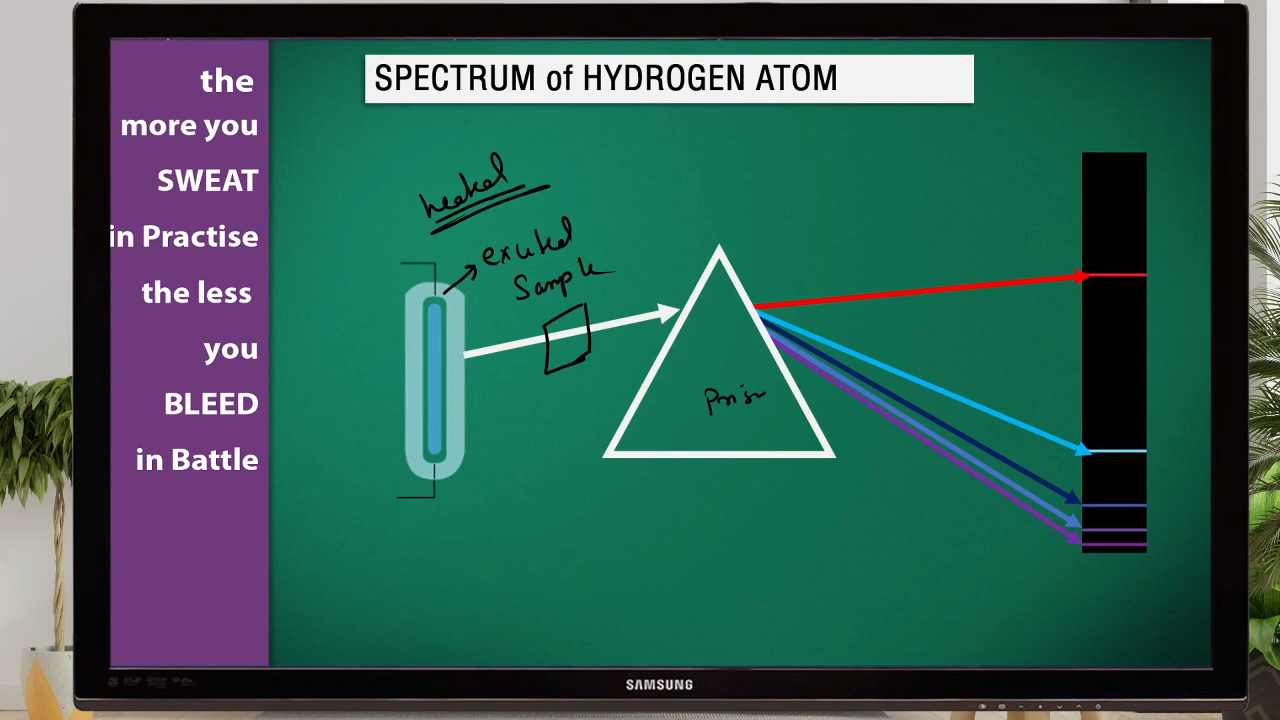 the
more you
SWEAT
in Practise
the less
you
BLEED
in Battle
SPECTRUM of HYDROGEN ATOM
heated
excited
Sample
Prism
SAMSUNG